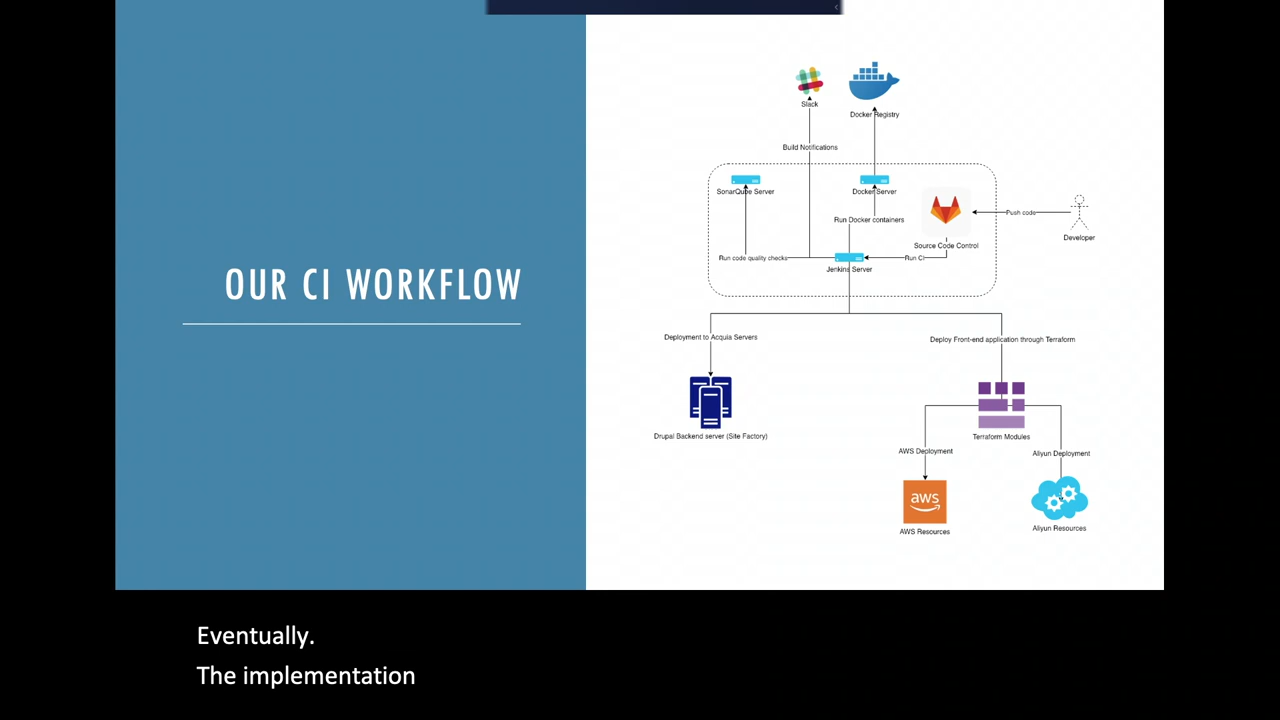 OUR CI WORKFLOW
Slack
Docker Registry
Build Notifications
SonarQube Server
Docker Server
Push code
Run Docker containers
Developer
Source Code Control
Run code quality checks
Run CI
Jenkins Server
Deployment to Acquia Servers
Deploy Front-end application through Terraform
Drupal Backend server (Site Factory)
Terraform Modules
AWS Deployment
Aliyun Deployment
aws
AWS Resources
Aliyun Resources
Eventually.
The implementation